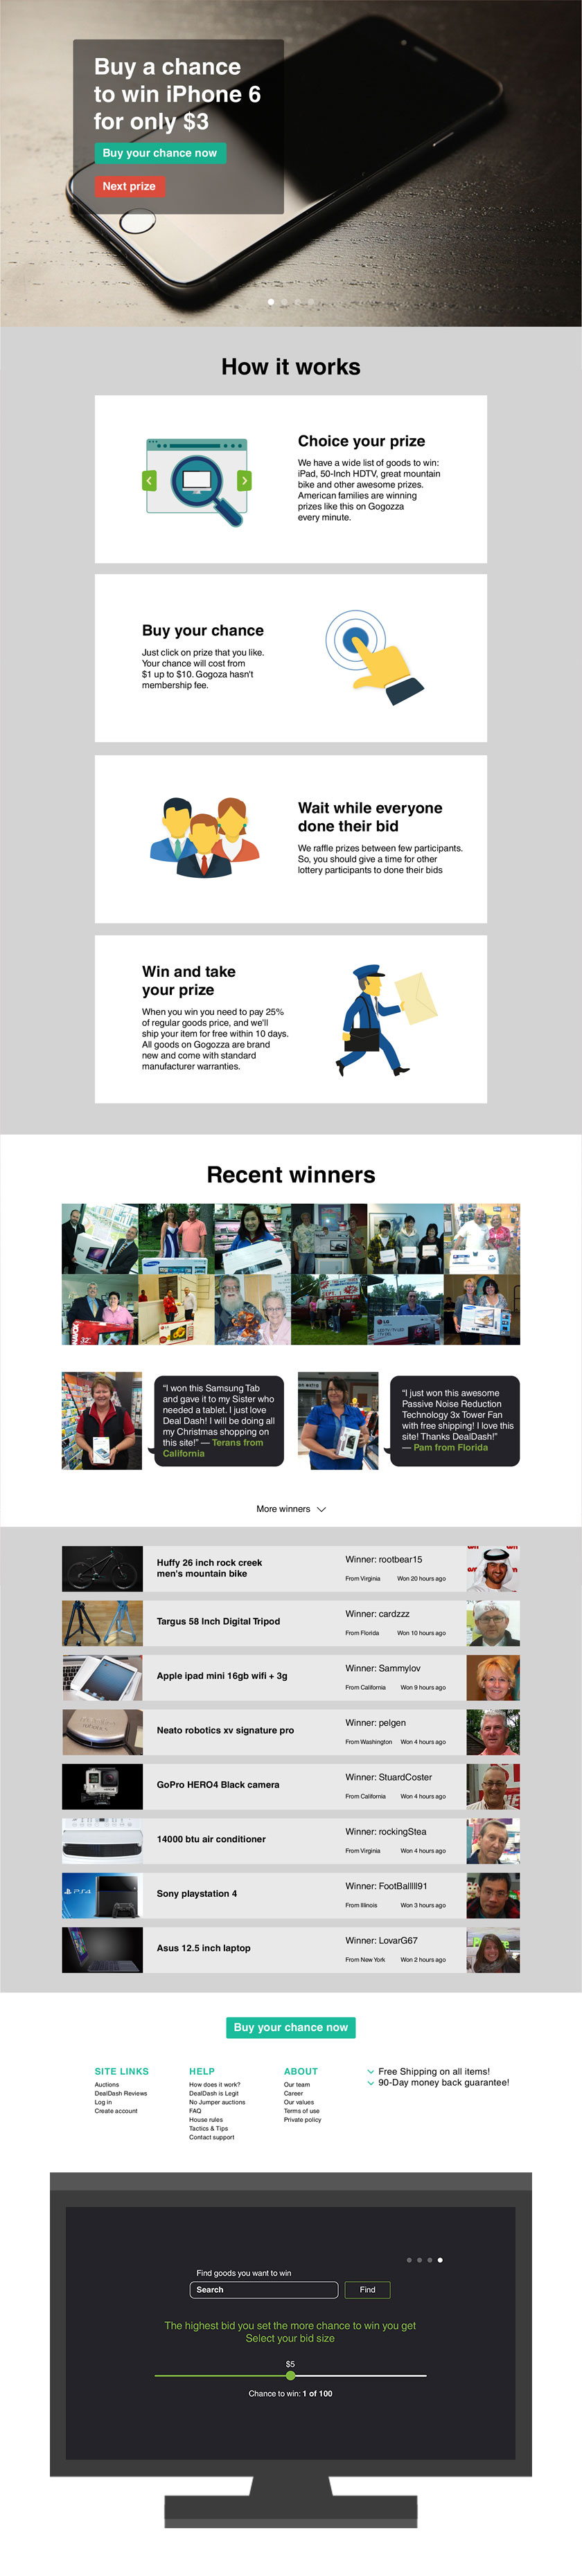 Buy a chance
to win iPhone 6
for only $3
Buy your chance now
Next prize
How it works
Choice your prize
We have a wide list of goods to win:
iPad, 50-Inch HDTV, great mountain
bike and other awesome prizes.
American families are winning
prizes like this on Gogozza
every minute.
Buy your chance
Just click on prize that you like.
Your chance will cost from
$1 up to $10. Gogoza hasn't
membership fee.
Wait while everyone
done their bid
We raffle prizes between few participants.
So, you should give a time for other
lottery participants to done their bids
Win and take
your prize
When you win you need to pay 25%
of regular goods price, and we'll
ship your item for free within 10 days.
All goods on Gogozza are brand
new and come with standard
manufacturer warranties.
Recent winners
"I won this Samsung Tab
and gave it to my Sister who
needed a tablet. I just love
Deal Dash! I will be doing all
my Christmas shopping on
this site!" — Terans from
California
"I just won this awesome
Passive Noise Reduction
Technology 3x Tower Fan
with free shipping! I love this
site! Thanks DealDash!"
— Pam from Florida
More winners
Huffy 26 inch rock creek
men's mountain bike
Winner: rootbear15
From Virginia Won 20 hours ago
Targus 58 Inch Digital Tripod
Winner: cardzzz
From Florida Won 10 hours ago
Apple ipad mini 16gb wifi + 3g
Winner: Sammylov
From California Won 9 hours ago
Neato robotics xv signature pro
Winner: pelgen
From Washington Won 4 hours ago
GoPro HERO4 Black camera
Winner: StuardCoster
From California Won 4 hours ago
14000 btu air conditioner
Winner: rockingStea
From Virginia Won 4 hours ago
PS4
Sony playstation 4
Winner: FootBalllll91
From Illinois Won 3 hours ago
Asus 12.5 inch laptop
Winner: LovarG67
From New York Won 2 hours ago
Buy your chance now
SITE LINKS
Auctions
DealDash Reviews
Log in
Create account
HELP
How does it work?
DealDash is Legit
No Jumper auctions
FAQ
House rules
Tactics & Tips
Contact support
ABOUT
Our team
Career
Our values
Terms of use
Private policy
Free Shipping on all items!
90-Day money back guarantee!
Find goods you want to win
Search
Find
The highest bid you set the more chance to win you get
Select your bid size
$5
Chance to win: 1 of 100